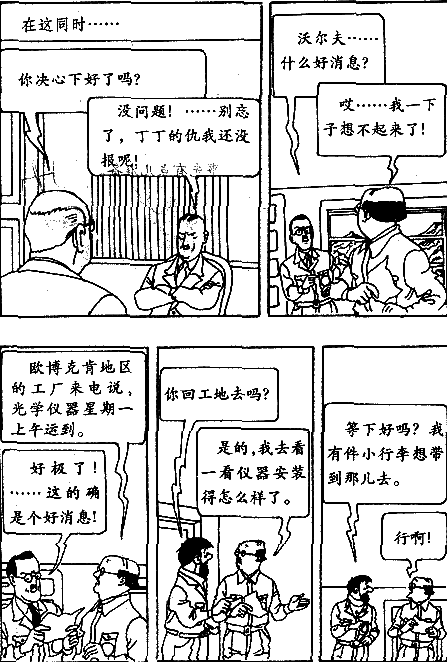 在这同时……
你决心下好了吗？
没问题！……别忘
了，丁丁的仇我还没
报呢！
沃尔夫……
什么好消息？
哎……我一下
子想不起来了！
欧博克肯地区
的工厂来电说，
光学仪器星期一
上午运到。
好极了！
……这的确
是个好消息！
你回工地去吗？
是的，我去看
一看仪器安装
得怎么样了。
等下好吗？我
有件小行李想带
到那儿去。
行啊！